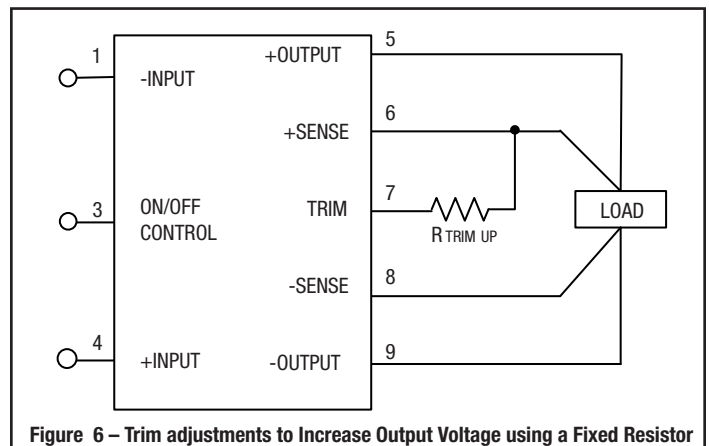 1
-INPUT
3
ON/OFF
CONTROL
4
+INPUT
+OUTPUT
5
+SENSE
6
TRIM
7
R TRIM UP
-SENSE
8
-OUTPUT
9
LOAD
Figure 6 – Trim adjustments to Increase Output Voltage using a Fixed Resistor